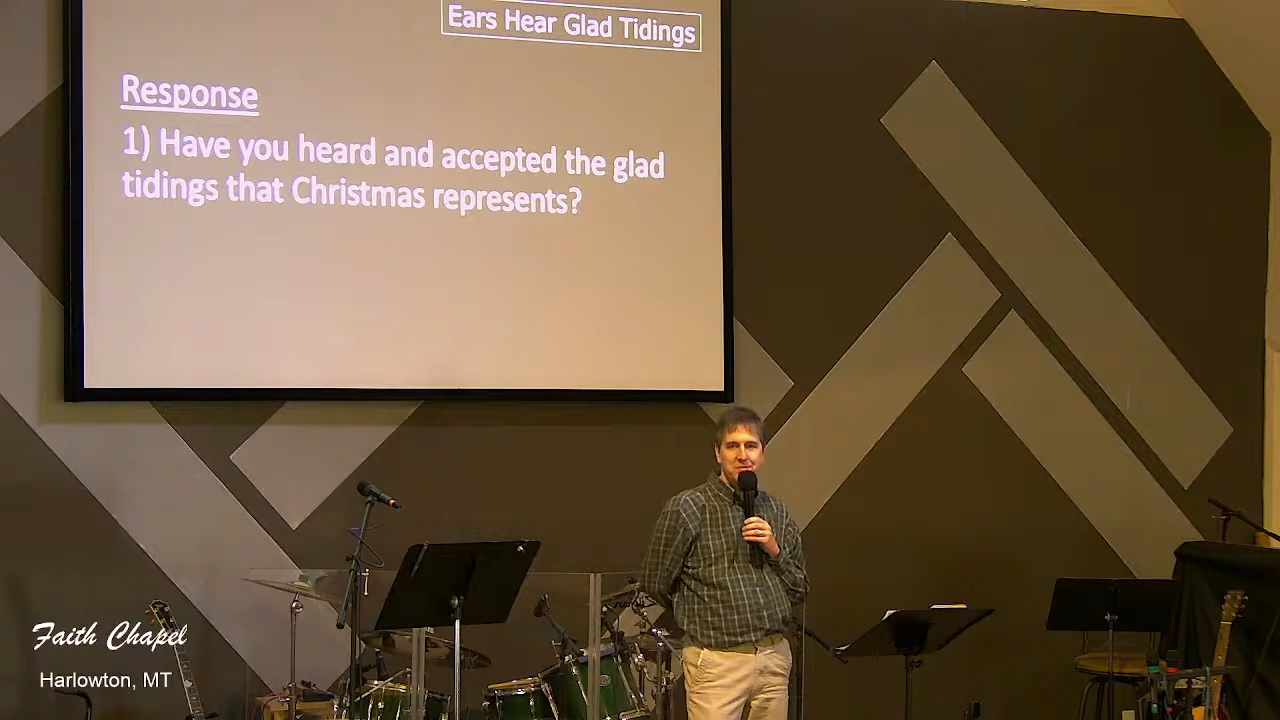 Ears Hear Glad Tidings
Response
1) Have you heard and accepted the glad
tidings that Christmas represents?
Faith Chapel
Harlowton, MT